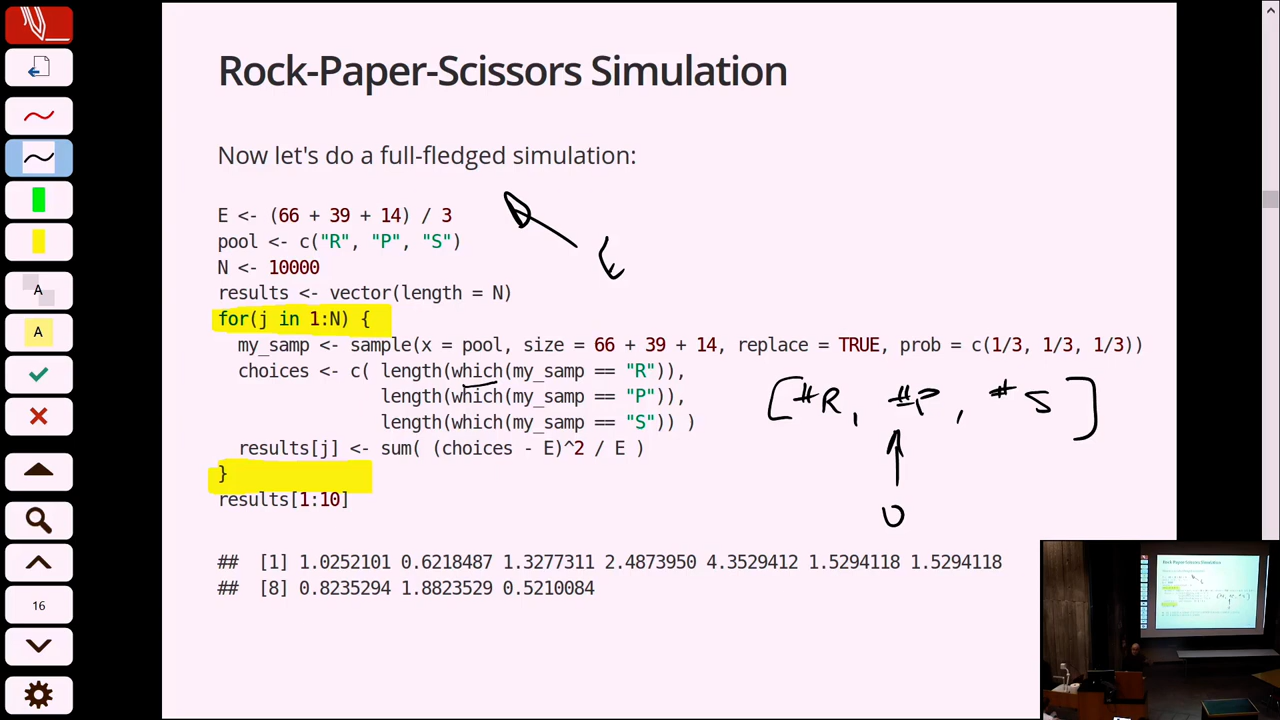 Rock-Paper-Scissors Simulation
Now let's do a full-fledged simulation:
E <- (66 + 39 + 14) / 3
pool <- c("R", "P", "S")
N <- 10000
results <- vector(length = N)
for(j in 1:N) {
my_samp <- sample(x = pool, size = 66 + 39 + 14, replace = TRUE, prob = c(1/3, 1/3, 1/3))
choices <- c( length(which(my_samp == "R")),
length(which(my_samp == "P")),
length(which(my_samp == "S")) )
[#R, #P, #S]
results[j] <- sum( (choices - E)^2 / E )
}
results[1:10]
0
## [1] 1.0252101 0.6218487 1.3277311 2.4873950 4.3529412 1.5294118 1.5294118
## [8] 0.8235294 1.8823529 0.5210084
A
A
16
Rock-Paper-Scissors Simulation